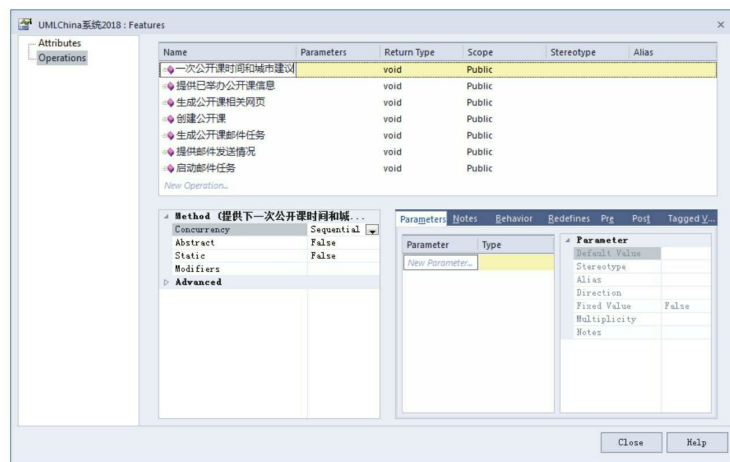 UMLChina系统2018 : Features
Attributes
Operations
Name Parameters Return Type Scope Stereotype Alias
一次公开课时间和城市建议 void Public
提供已举办公开课信息 void Public
生成公开课相关网页 void Public
创建公开课 void Public
生成公开课邮件任务 void Public
提供邮件发送情况 void Public
启动邮件任务 void Public
New Operation...
Method (提供下一次公开课时间和城...
Concurrency Sequential
Abstract False
Static False
Modifiers
Advanced
Parameters Notes Behavior Redefines Pre Post Tagged V...
Parameter Type
New Parameter...
Parameter
Default Value
Stereotype
Alias
Direction
Fixed Value False
Multiplicity
Notes
Close Help